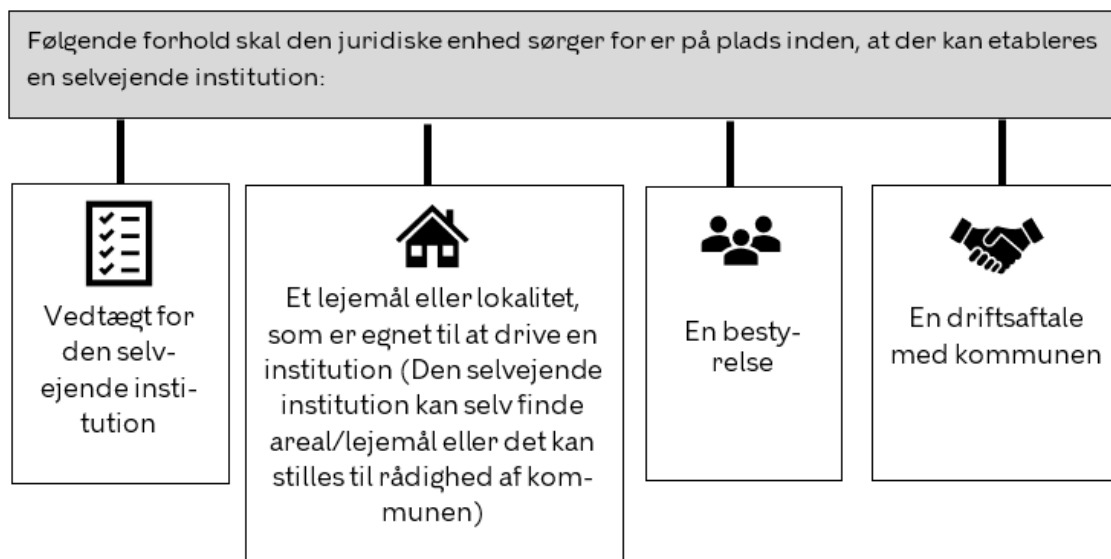 Følgende forhold skal den juridiske enhed sørger for er på plads inden, at der kan etableres
en selvejende institution:
Vedtægt for
den selv-
ejende insti-
tution
Et lejemål eller lokalitet,
som er egnet til at drive en
institution (Den selvejende
institution kan selv finde
areal/lejemål eller det kan
stilles til rådighed af kom-
munen)
En besty-
relse
En driftsaftale
med kommunen